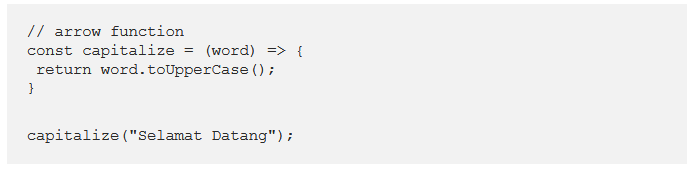 // arrow function
const capitalize = (word) => {
 return word.toUpperCase();
}
capitalize("Selamat Datang");